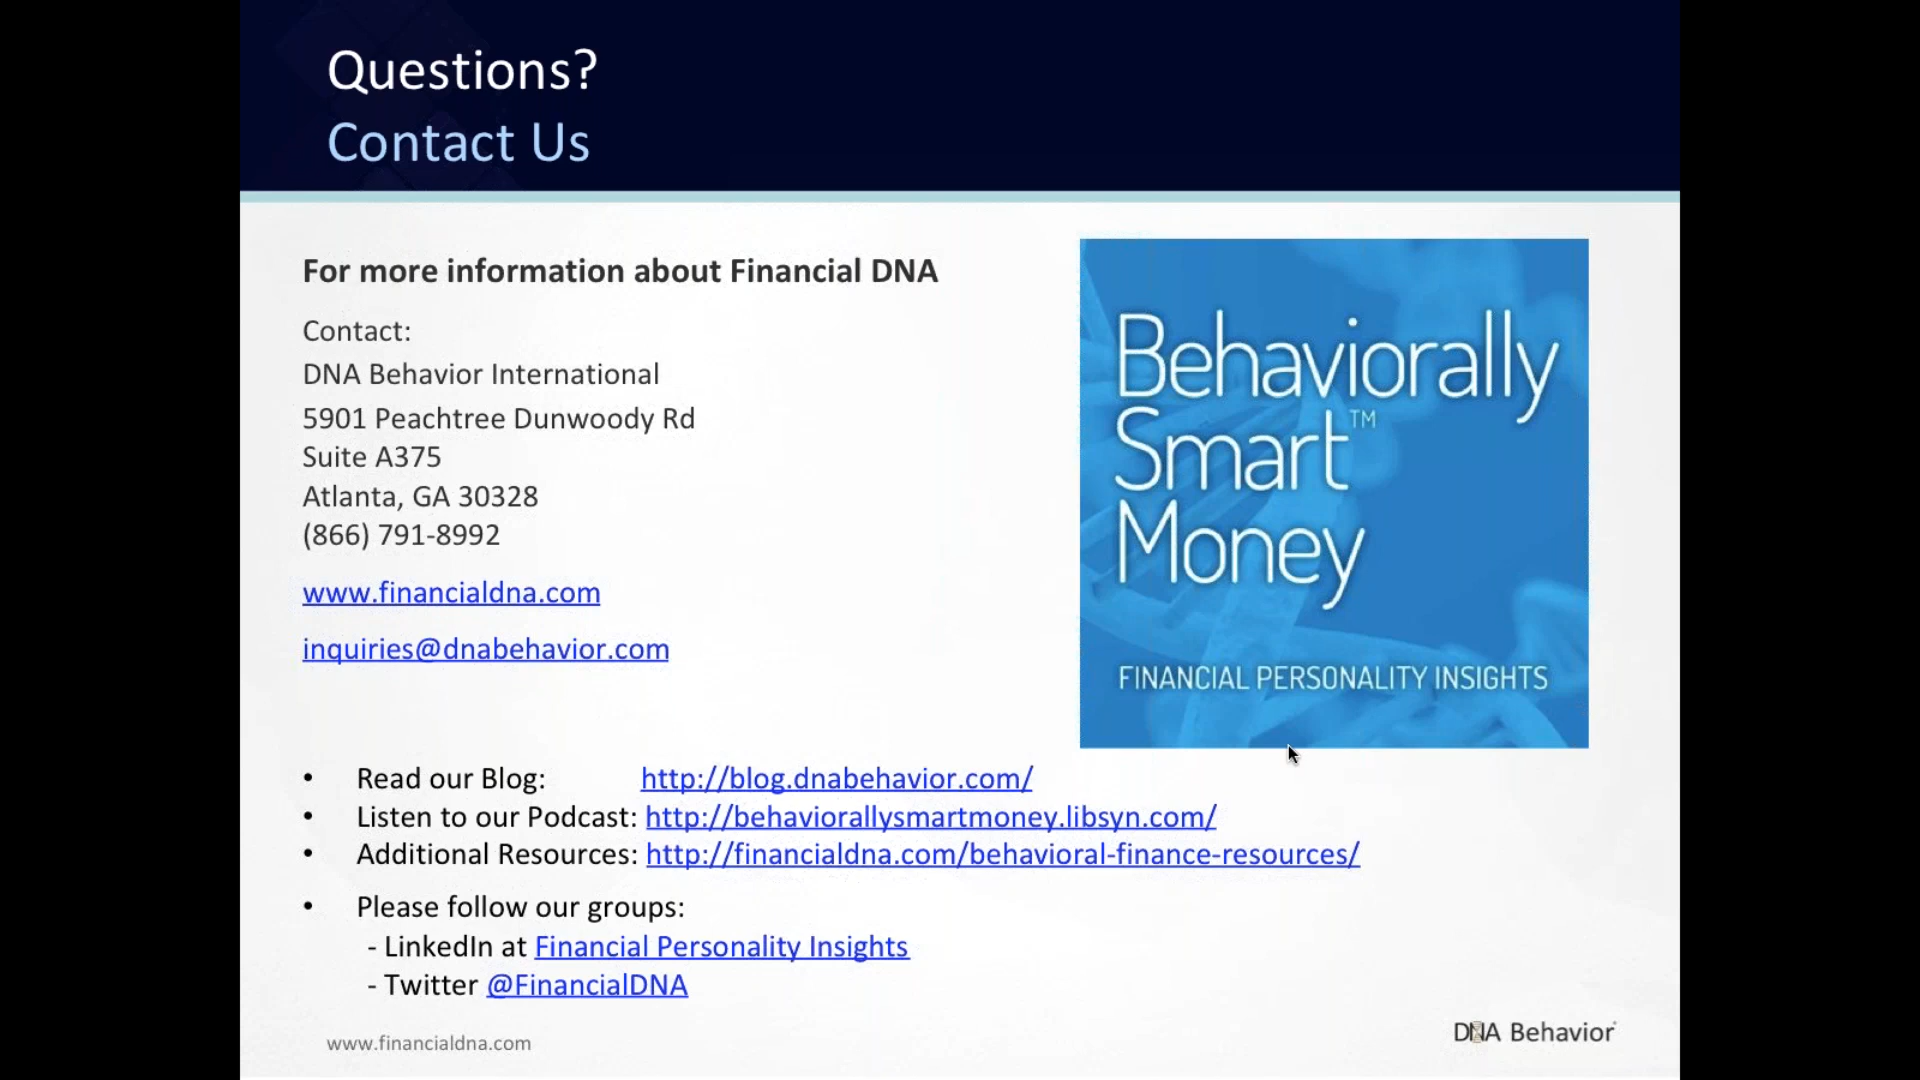 Questions?
Contact Us
For more information about Financial DNA
Contact:
DNA Behavior International
5901 Peachtree Dunwoody Rd
Suite A375
Atlanta, GA 30328
(866) 791-8992
www.financialdna.com
inquiries@dnabehavior.com
Behaviorally
Smart™
Money
FINANCIAL PERSONALITY INSIGHTS
• Read our Blog: http://blog.dnabehavior.com/
• Listen to our Podcast: http://behaviorallysmartmoney.libsyn.com/
• Additional Resources: http://financialdna.com/behavioral-finance-resources/
• Please follow our groups:
- LinkedIn at Financial Personality Insights
- Twitter @FinancialDNA
www.financialdna.com
DNA Behavior